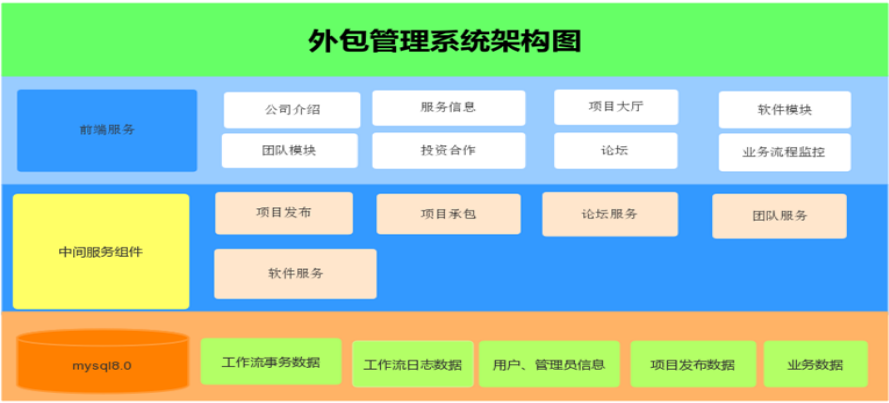 外包管理系统架构图
前端服务
公司介绍
服务信息
项目大厅
软件模块
团队模块
投资合作
论坛
业务流程监控
中间服务组件
项目发布
项目承包
论坛服务
团队服务
软件服务
mysql8.0
工作流事务数据
工作流日志数据
用户、管理员信息
项目发布数据
业务数据